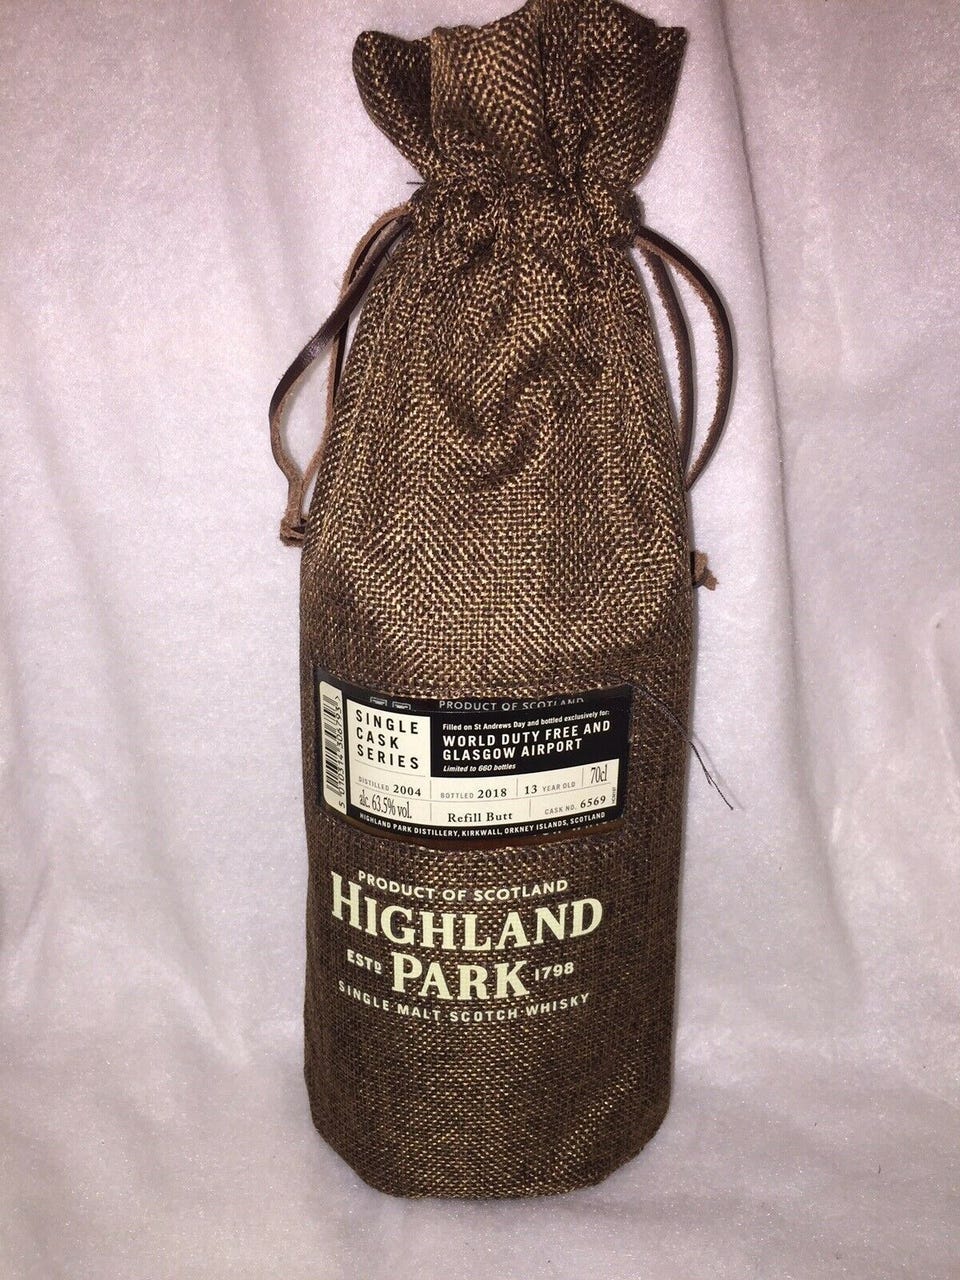 PRODUCT OF SCOTLAND
SINGLE
CASK
SERIES
Filled on St Andrews Day and bottled exclusively for:
WORLD DUTY FREE AND
GLASGOW AIRPORT
Limited to 660 bottles
DISTILLED 2004 BOTTLED 2018 13 YEAR OLD 70cl
alc. 63.5% vol. Refill Butt CASK NO. 6569
HIGHLAND PARK DISTILLERY, KIRKWALL, ORKNEY ISLANDS, SCOTLAND
PRODUCT OF SCOTLAND
HIGHLAND
ESTD PARK 1798
SINGLE MALT SCOTCH WHISKY